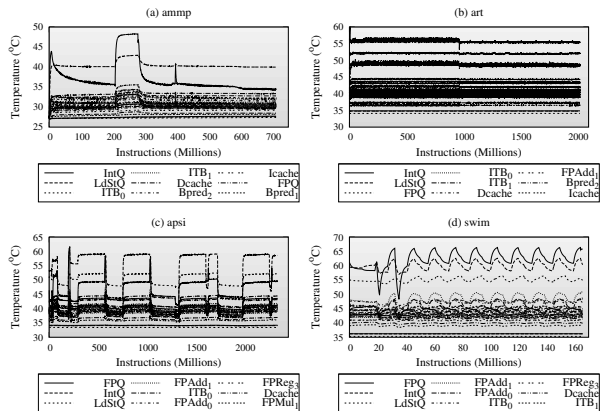 (a) ammp
Temperature (°C)
50
45
40
35
30
25
0 100 200 300 400 500 600 700
Instructions (Millions)
IntQ ITB1 Icache
LdStQ Dcache FPQ
ITB0 Bpred2 Bpred1
(b) art
Temperature (°C)
60
55
50
45
40
35
30
0 500 1000 1500 2000
Instructions (Millions)
IntQ ITB0 FPAdd1
LdStQ ITB1 Bpred2
FPQ Dcache Icache
(c) apsi
Temperature (°C)
65
60
55
50
45
40
35
30
0 500 1000 1500 2000
Instructions (Millions)
FPQ FPAdd1 FPReg3
IntQ ITB0 Dcache
LdStQ FPAdd0 FPMul1
(d) swim
Temperature (°C)
70
65
60
55
50
45
40
35
0 20 40 60 80 100 120 140 160
Instructions (Millions)
FPQ FPAdd1 FPReg3
IntQ FPAdd0 Dcache
LdStQ ITB0 ITB1